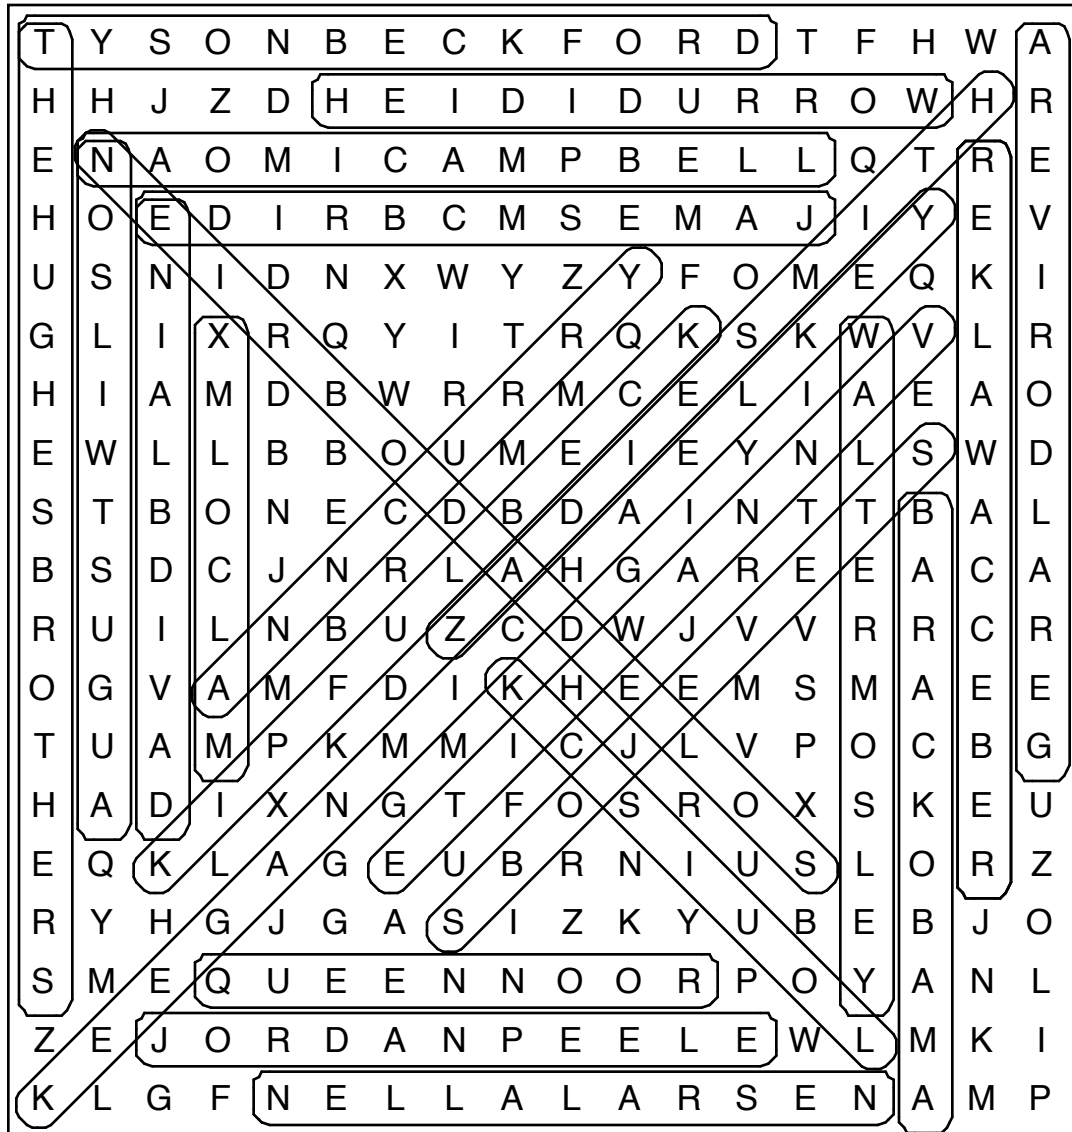 T Y S O N B E C K F O R D T F H W A
H H J Z D H E I D I D U R R O W H R
E N A O M I C A M P B E L L Q T R E
H O E D I R B C M S E M A J I Y E V
U S N I D N X W Y Z Y F O M E Q K I
G L I X R Q Y I T R Q K S K W V L R
H I A M D B W R R M C E L I A E A O
E W L L B B O U M E I E Y N L S W D
S T B O N E C D B D A I N T T B A L
B S D C J N R L A H G A R E E A C A
R U I L N B U Z C D W J V V R R C R
O G V A M F D I K H E E M S M A E E
T U A M P K M M I C J L V P O C B G
H A D I X N G T F O S R O X S K E U
E Q K L A G E U B R N I U S L O R Z
R Y H G J G A S I Z K Y U B E B J O
S M E Q U E E N N O O R P O Y A N L
Z E J O R D A N P E E L E W L M K I
K L G F N E L L A L A R S E N A M P